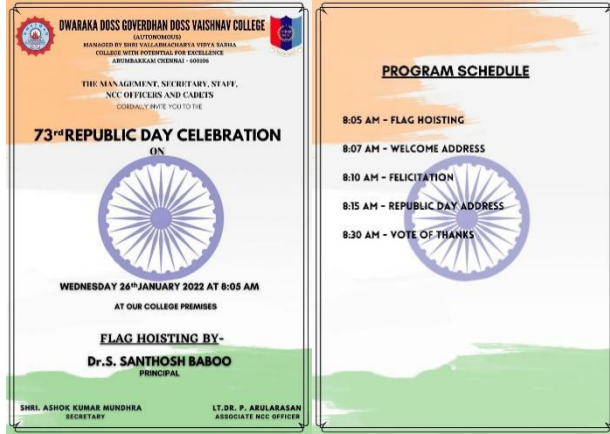 DWARAKA DOSS GOVERDHAN DOSS VAISHNAV COLLEGE
(AUTONOMOUS)
MANAGED BY SHRI VALLABHACHARYA VIDYA SABHA
COLLEGE WITH POTENTIAL FOR EXCELLENCE
ARUMBAKKAM CHENNAI - 600106
THE MANAGEMENT, SECRETARY, STAFF,
NCC OFFICERS AND CADETS
CORDIALLY INVITE YOU TO THE
73rd REPUBLIC DAY CELEBRATION
ON
WEDNESDAY 26th JANUARY 2022 AT 8:05 AM
AT OUR COLLEGE PREMISES
FLAG HOISTING BY-
Dr.S. SANTHOSH BABOO
PRINCIPAL
SHRI. ASHOK KUMAR MUNDHRA
SECRETARY
LT.DR. P. ARULARASAN
ASSOCIATE NCC OFFICER
PROGRAM SCHEDULE
8:05 AM - FLAG HOISTING
8:07 AM - WELCOME ADDRESS
8:10 AM - FELICITATION
8:15 AM - REPUBLIC DAY ADDRESS
8:30 AM - VOTE OF THANKS